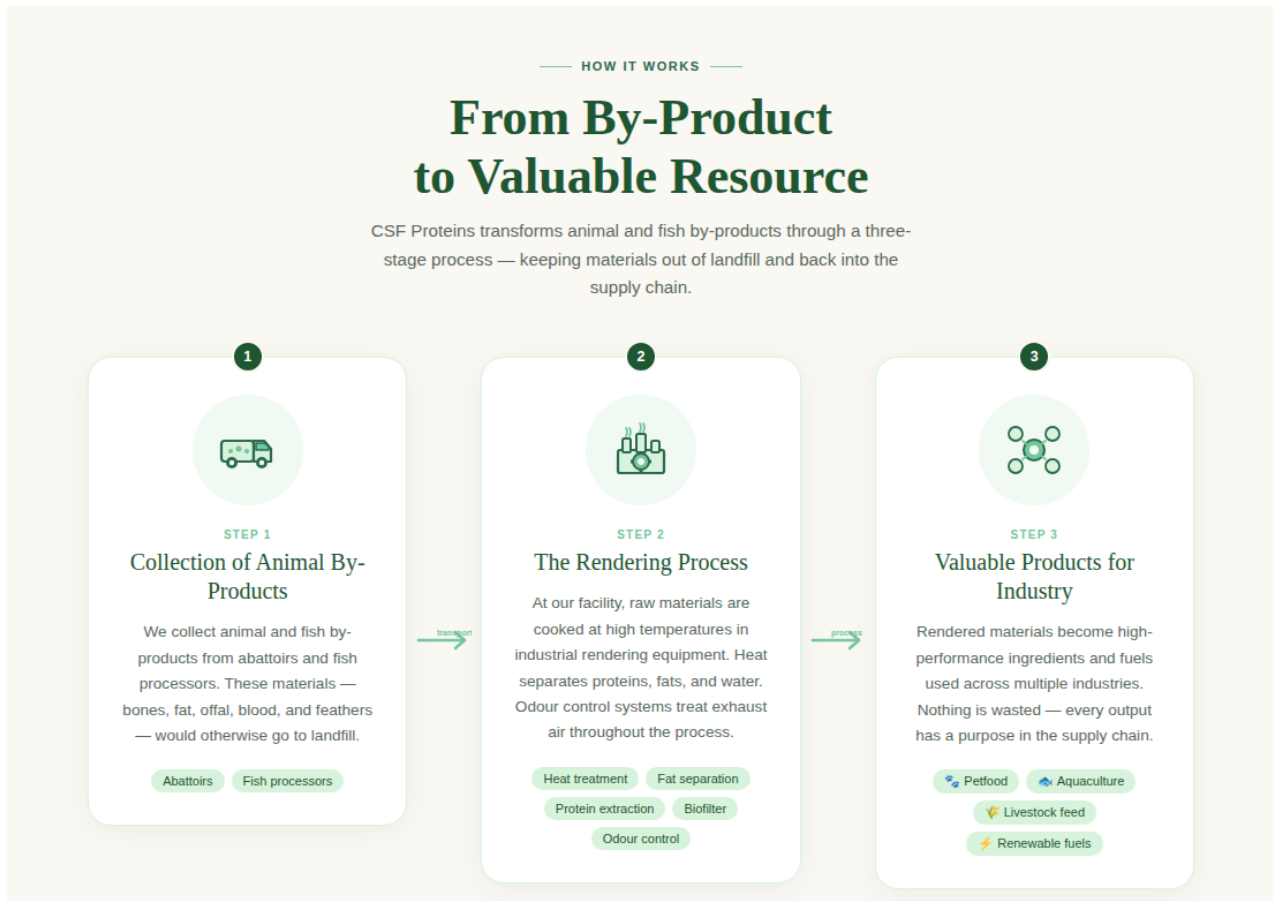 HOW IT WORKS
From By-Product
to Valuable Resource
CSF Proteins transforms animal and fish by-products through a three-
stage process — keeping materials out of landfill and back into the
supply chain.
1
STEP 1
Collection of Animal By-
Products
We collect animal and fish by-
products from abattoirs and fish
processors. These materials —
bones, fat, offal, blood, and feathers
— would otherwise go to landfill.
Abattoirs
Fish processors
transport
2
STEP 2
The Rendering Process
At our facility, raw materials are
cooked at high temperatures in
industrial rendering equipment. Heat
separates proteins, fats, and water.
Odour control systems treat exhaust
air throughout the process.
Heat treatment
Fat separation
Protein extraction
Biofilter
Odour control
process
3
STEP 3
Valuable Products for
Industry
Rendered materials become high-
performance ingredients and fuels
used across multiple industries.
Nothing is wasted — every output
has a purpose in the supply chain.
🐾 Petfood
🐟 Aquaculture
🌾 Livestock feed
⚡ Renewable fuels